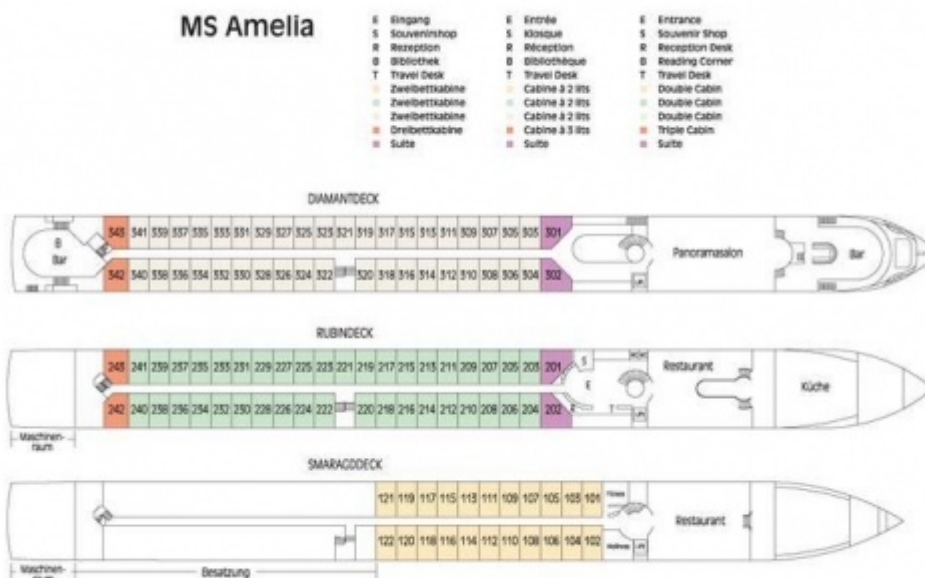 MS Amelia
E Eingang
S Souvenirshop
R Rezeption
B Bibliothek
T Travel Desk
Zweibettkabine
Zweibettkabine
Zweibettkabine
Dreibettkabine
Suite
E Entrée
S Kiosque
R Réception
B Bibliothèque
T Travel Desk
Cabine à 2 lits
Cabine à 2 lits
Cabine à 2 lits
Cabine à 3 lits
Suite
E Entrance
S Souvenir Shop
R Reception Desk
B Reading Corner
T Travel Desk
Double Cabin
Double Cabin
Double Cabin
Triple Cabin
Suite
DIAMANTDECK
343 341 339 337 335 333 331 329 327 325 323 321 319 317 315 313 311 309 307 305 303 301
B
Bar
Panoramasalon
Bar
342 340 338 336 334 332 330 328 326 324 322 320 318 316 314 312 310 308 306 304 302
Lift
RUBINDECK
243 241 239 237 235 233 231 229 227 225 223 221 219 217 215 213 211 209 207 205 203 201
S
E
Restaurant
Küche
242 240 238 236 234 232 230 228 226 224 222 220 218 216 214 212 210 208 206 204 202
Lift
Maschinen-
raum
SMARAGDDECK
121 119 117 115 113 111 109 107 105 103 101
Fitness
Restaurant
122 120 118 116 114 112 110 108 106 104 102
Wellness
Lift
Maschinen-
raum
Besatzung